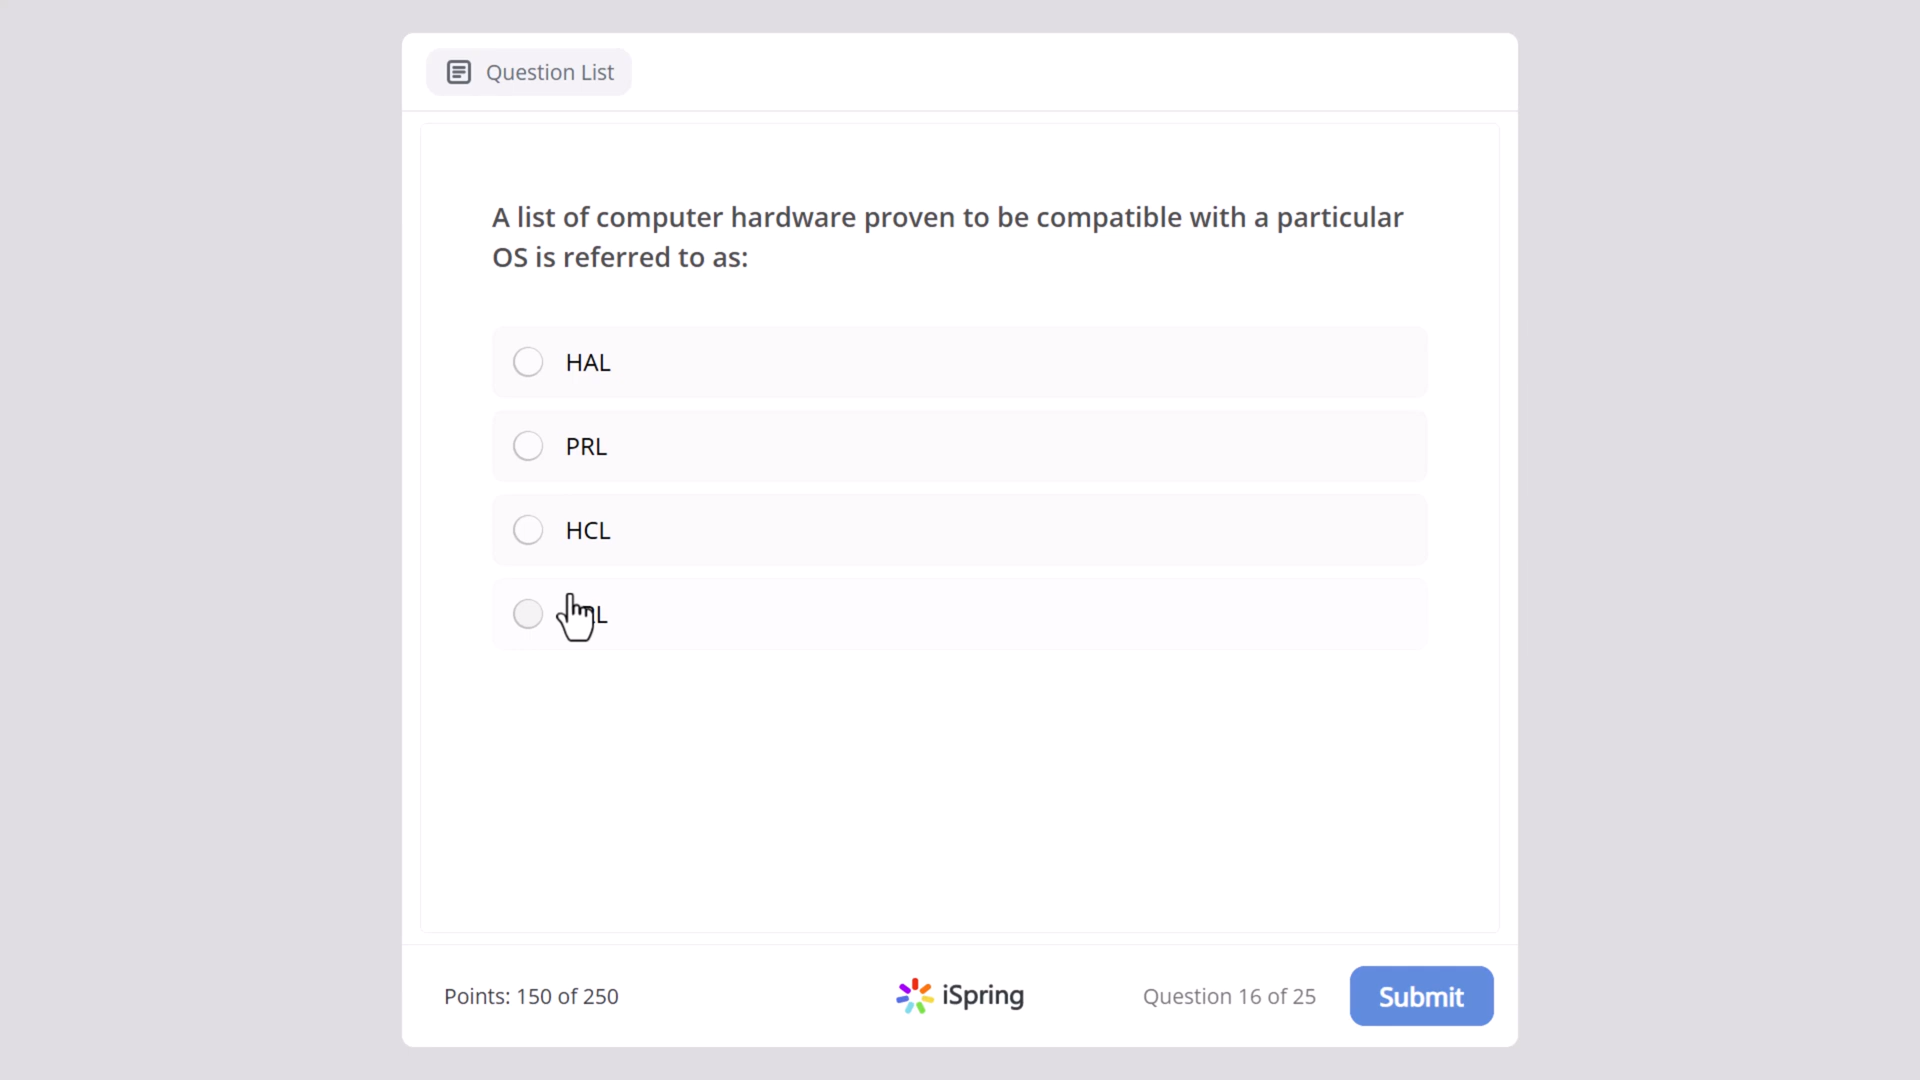 Question List
A list of computer hardware proven to be compatible with a particular
OS is referred to as:
HAL
PRL
HCL
Points: 150 of 250
iSpring
Question 16 of 25
Submit